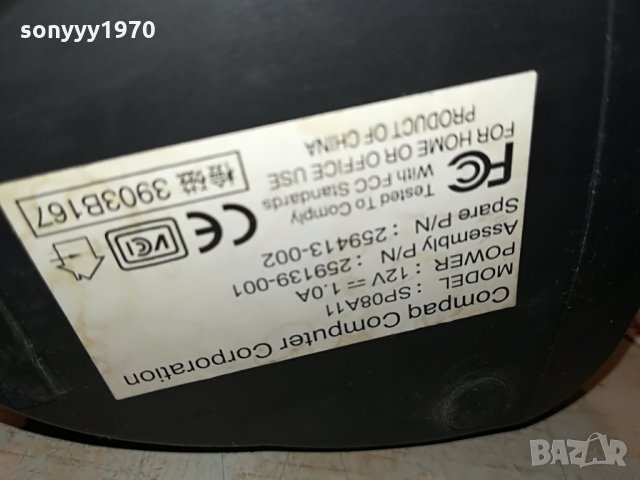 sonyyy1970
Compaq Computer Corporation
MODEL : SP08A11
POWER : 12V ⎓ 1.0A
Assembly P/N : 259139-001
Spare P/N : 259413-002
FC Tested To Comply
With FCC Standards
FOR HOME OR OFFICE USE
PRODUCT OF CHINA
CE
VCI
3903B167
BAZAR